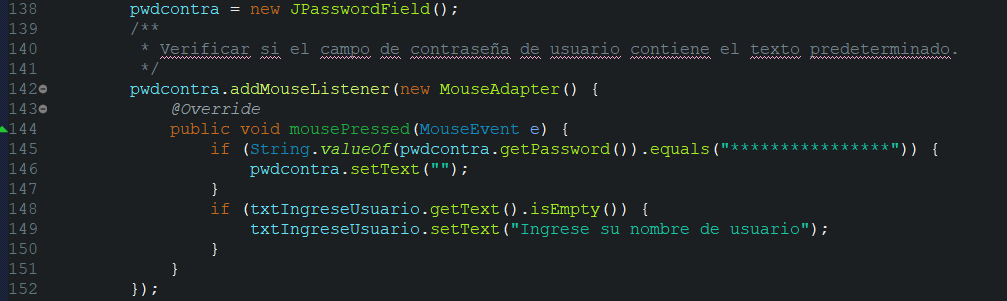 138 pwdcontra = new JPasswordField();
139 /**
140 * Verificar si el campo de contraseña de usuario contiene el texto predeterminado.
141 */
142 pwdcontra.addMouseListener(new MouseAdapter() {
143 @Override
144 public void mousePressed(MouseEvent e) {
145 if (String.valueOf(pwdcontra.getPassword()).equals("****************")) {
146 pwdcontra.setText("");
147 }
148 if (txtIngreseUsuario.getText().isEmpty()) {
149 txtIngreseUsuario.setText("Ingrese su nombre de usuario");
150 }
151 }
152 });